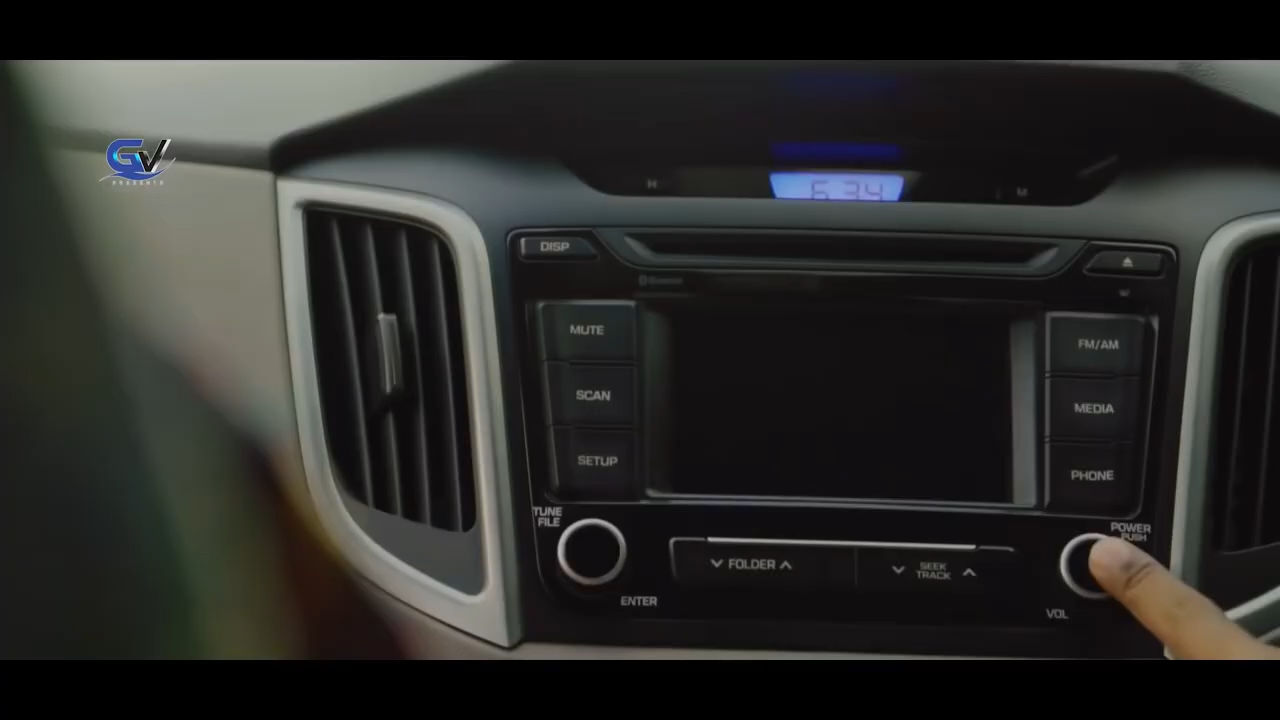 GV
PRESENTS
6:34
DISP
MUTE
FM/AM
SCAN
MEDIA
SETUP
PHONE
TUNE
FILE
POWER
PUSH
FOLDER
SEEK
TRACK
ENTER
VOL